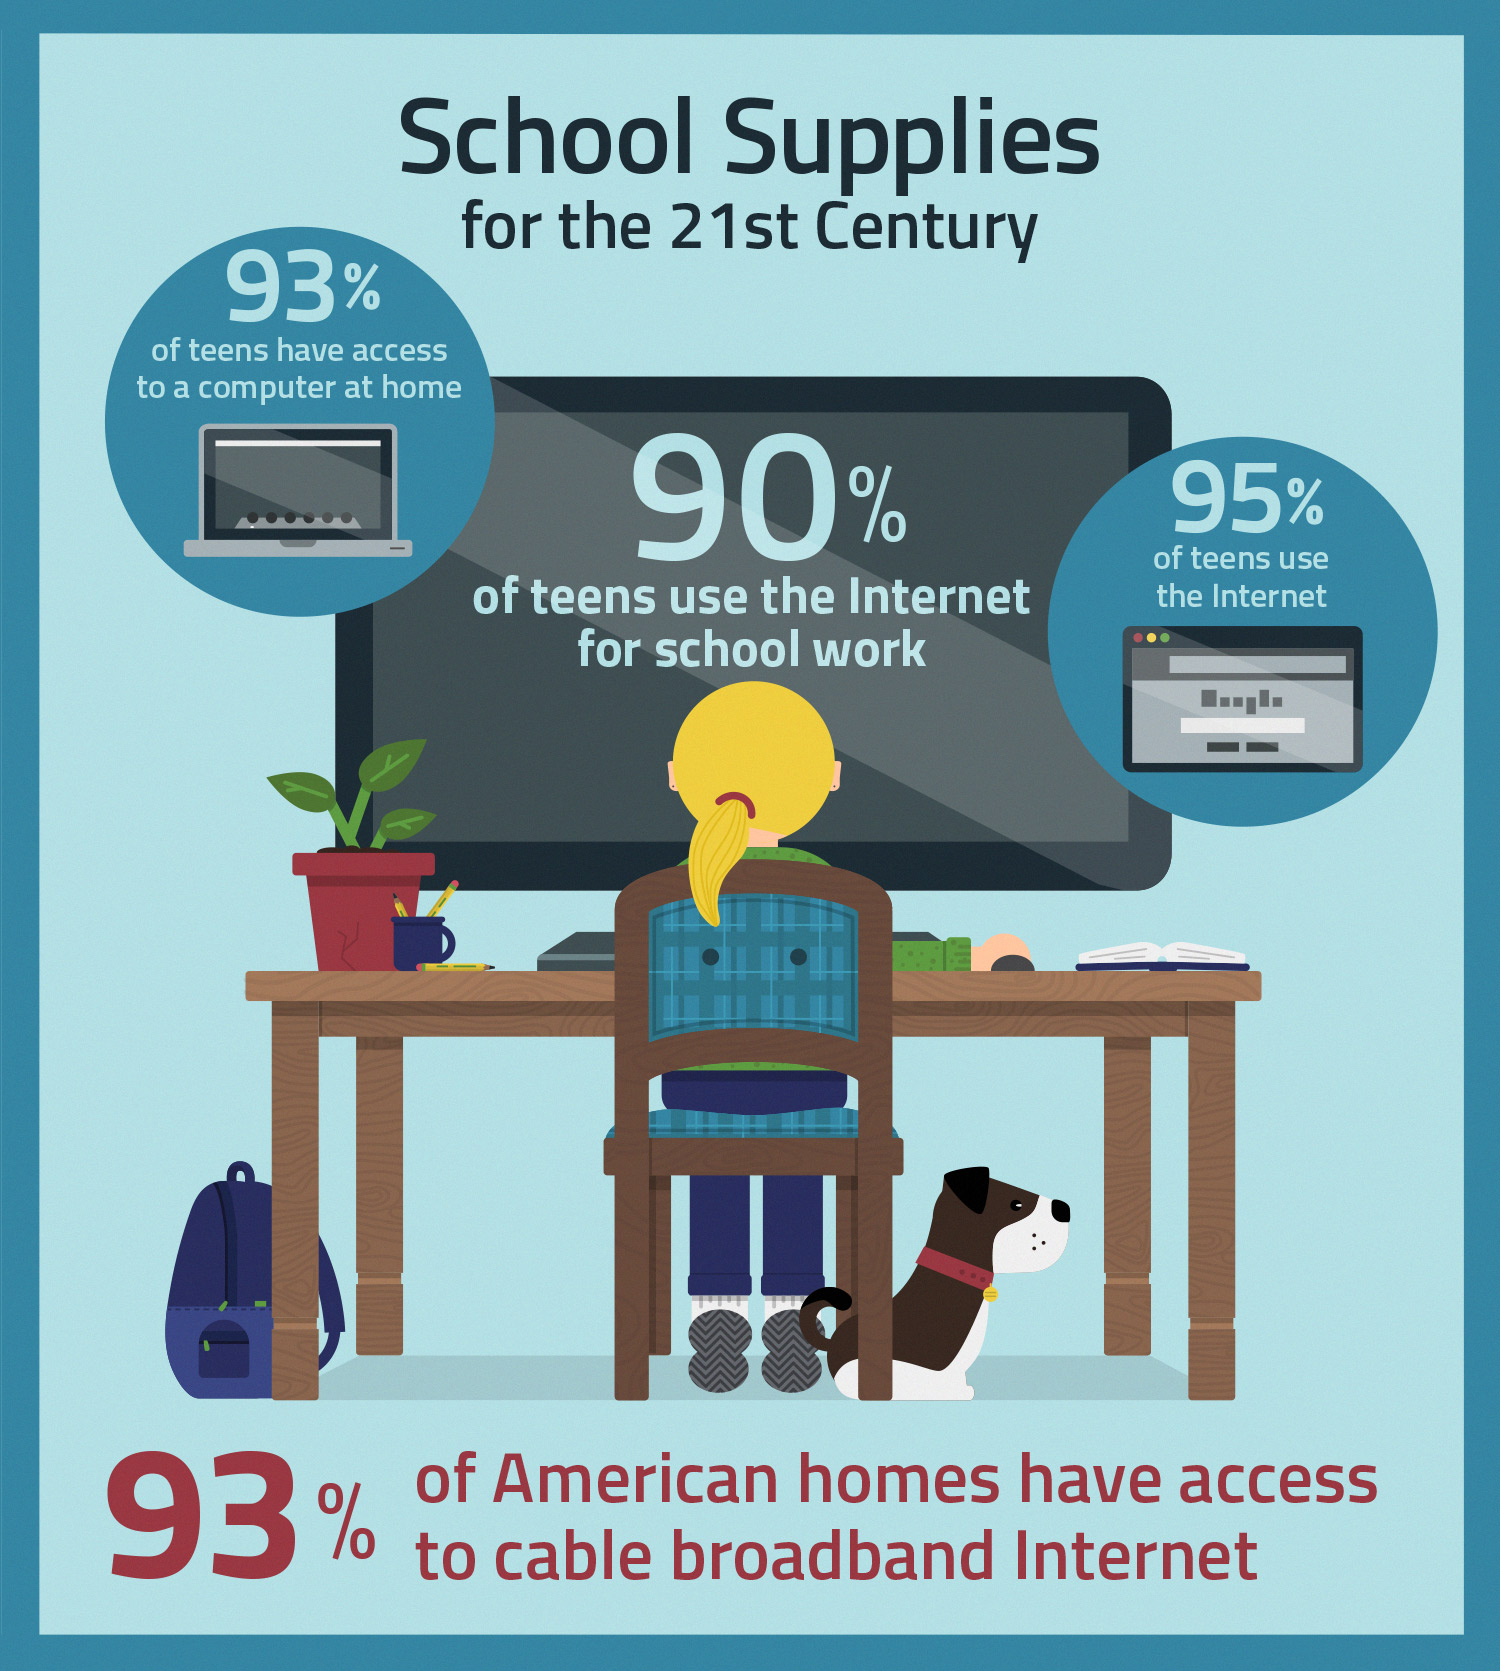 School Supplies
for the 21st Century
93%
of teens have access
to a computer at home
90%
of teens use the Internet
for school work
95%
of teens use
the Internet
93%
of American homes have access
to cable broadband Internet